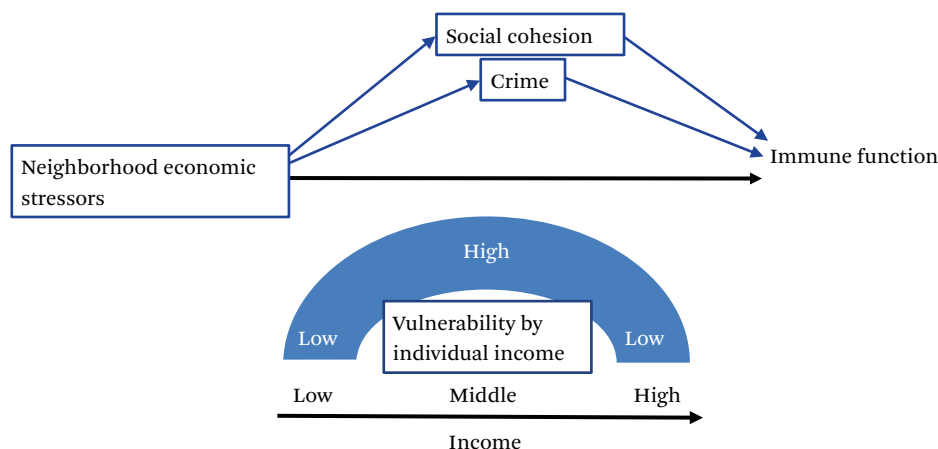 Social cohesion
Crime
Neighborhood economic
stressors
Immune function
High
Low
Vulnerability by
individual income
Low
Low
Middle
High
Income